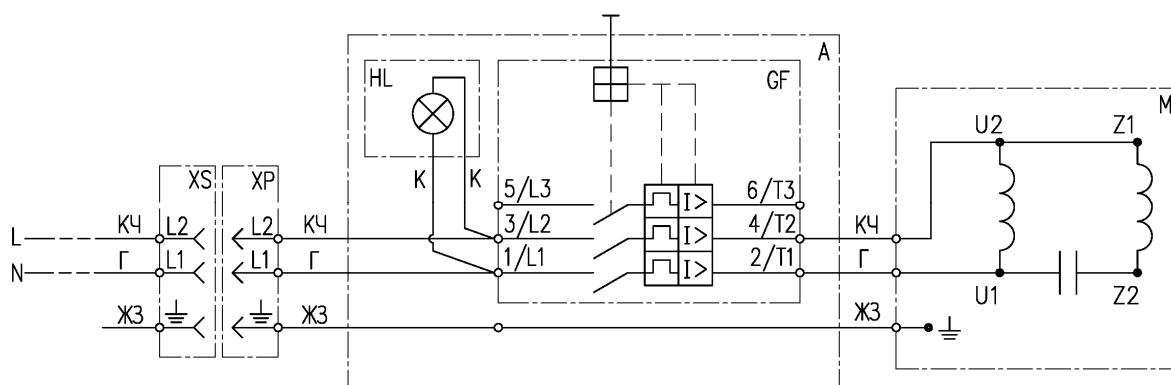 A
HL
GF
M
U2
Z1
XS
XP
К
К
5/L3
6/T3
L
КЧ
L2
L2
КЧ
3/L2
4/T2
КЧ
N
Г
L1
L1
Г
1/L1
2/T1
Г
I>
I>
I>
U1
Z2
ЖЗ
ЖЗ
ЖЗ